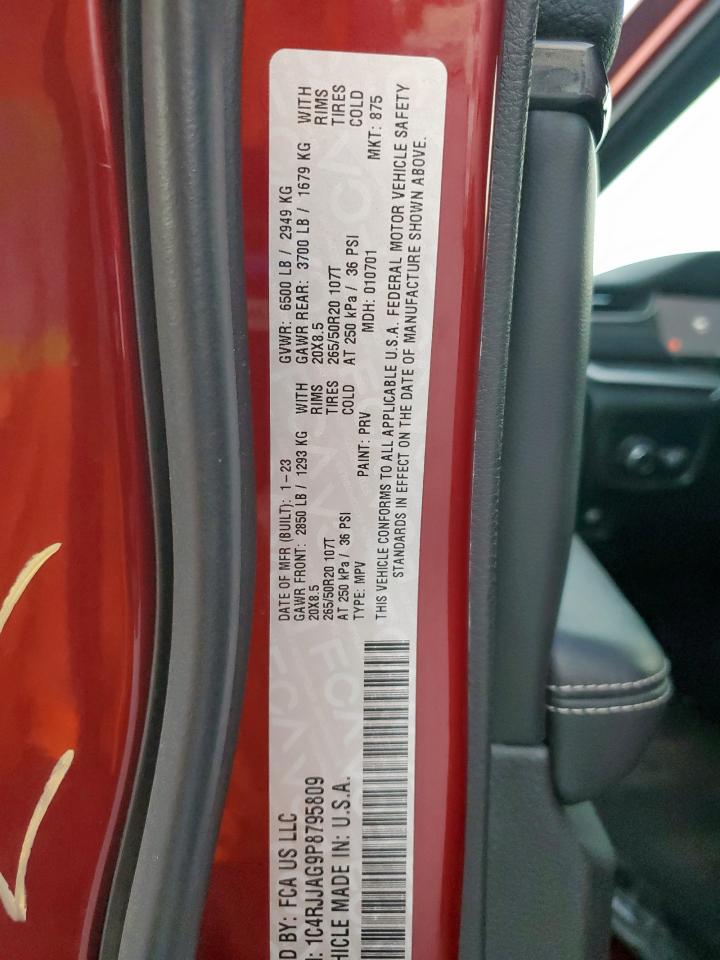 D BY: FCA US LLC
: 1C4RJJAG9P8795809
HICLE MADE IN: U.S.A.
DATE OF MFR (BUILT): 1-23
GAWR FRONT: 2850 LB / 1293 KG WITH
20X8.5 RIMS
265/50R20 107T TIRES
AT 250 kPa / 36 PSI COLD
TYPE: MPV PAINT: PRV
GVWR: 6500 LB / 2949 KG
GAWR REAR: 3700 LB / 1679 KG WITH
20X8.5 RIMS
265/50R20 107T TIRES
AT 250 kPa / 36 PSI COLD
MDH: 010701 MKT: 875
THIS VEHICLE CONFORMS TO ALL APPLICABLE U.S.A. FEDERAL MOTOR VEHICLE SAFETY
STANDARDS IN EFFECT ON THE DATE OF MANUFACTURE SHOWN ABOVE.